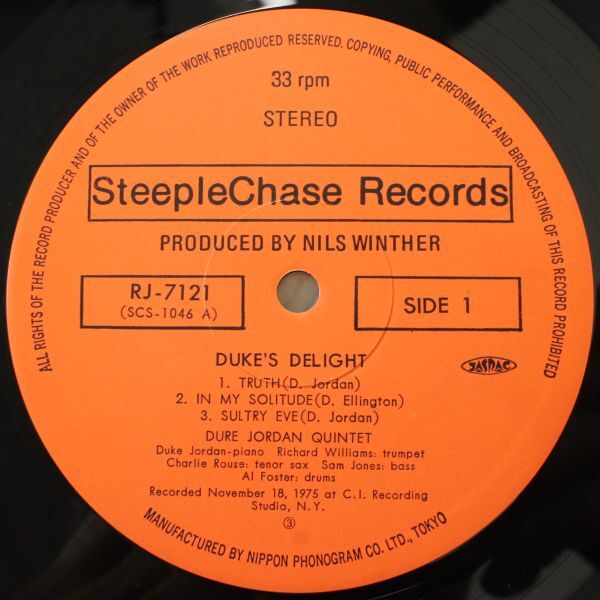 ALL RIGHTS OF THE RECORD PRODUCER AND OF THE OWNER OF THE WORK REPRODUCED RESERVED. COPYING, PUBLIC PERFORMANCE AND BROADCASTING OF THIS RECORD PROHIBITED
33 rpm
STEREO
SteepleChase Records
PRODUCED BY NILS WINTHER
RJ-7121
(SCS-1046 A)
SIDE 1
DUKE'S DELIGHT
JASRAC
1. TRUTH(D. Jordan)
2. IN MY SOLITUDE(D. Ellington)
3. SULTRY EVE(D. Jordan)
DURE JORDAN QUINTET
Duke Jordan-piano Richard Williams: trumpet
Charlie Rouse: tenor sax Sam Jones: bass
Al Foster: drums
Recorded November 18, 1975 at C.I. Recording
Studio, N.Y.
③
MANUFACTURED BY NIPPON PHONOGRAM CO. LTD., TOKYO